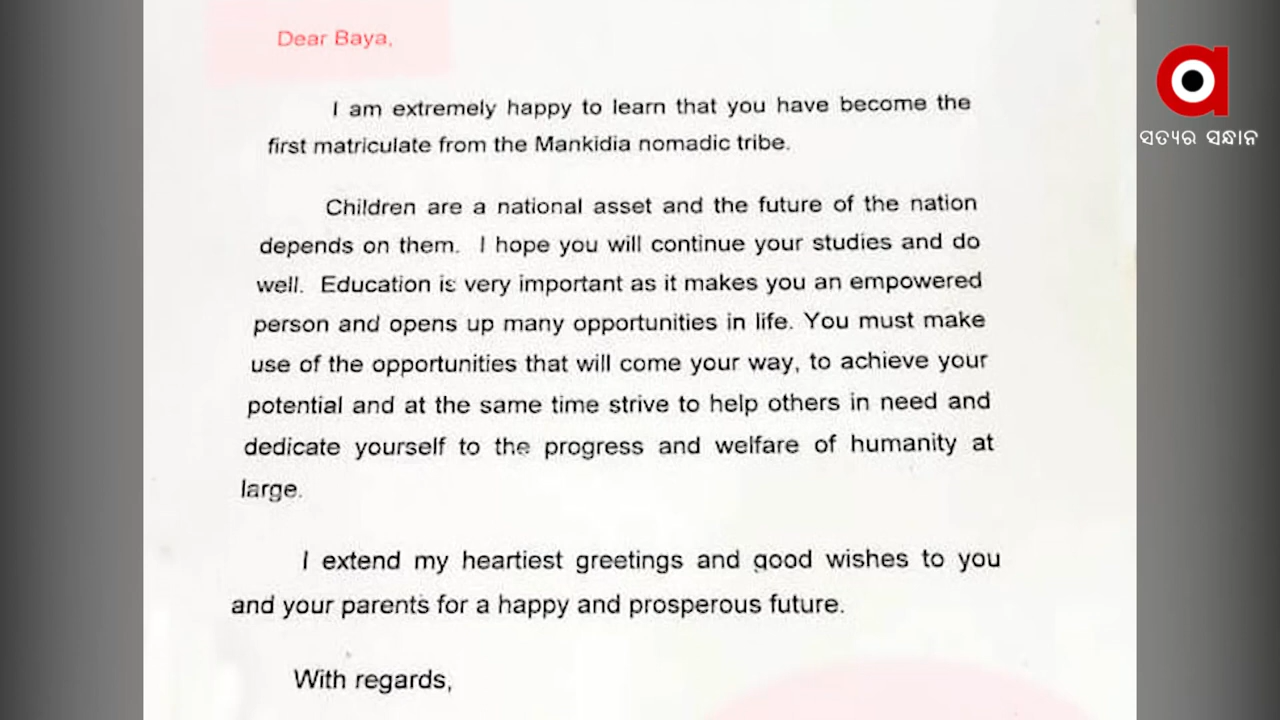 Dear Baya,
I am extremely happy to learn that you have become the
first matriculate from the Mankidia nomadic tribe.
Children are a national asset and the future of the nation
depends on them. I hope you will continue your studies and do
well. Education is very important as it makes you an empowered
person and opens up many opportunities in life. You must make
use of the opportunities that will come your way, to achieve your
potential and at the same time strive to help others in need and
dedicate yourself to the progress and welfare of humanity at
large.
I extend my heartiest greetings and good wishes to you
and your parents for a happy and prosperous future.
With regards,
a
ସତ୍ୟର ସନ୍ଧାନ